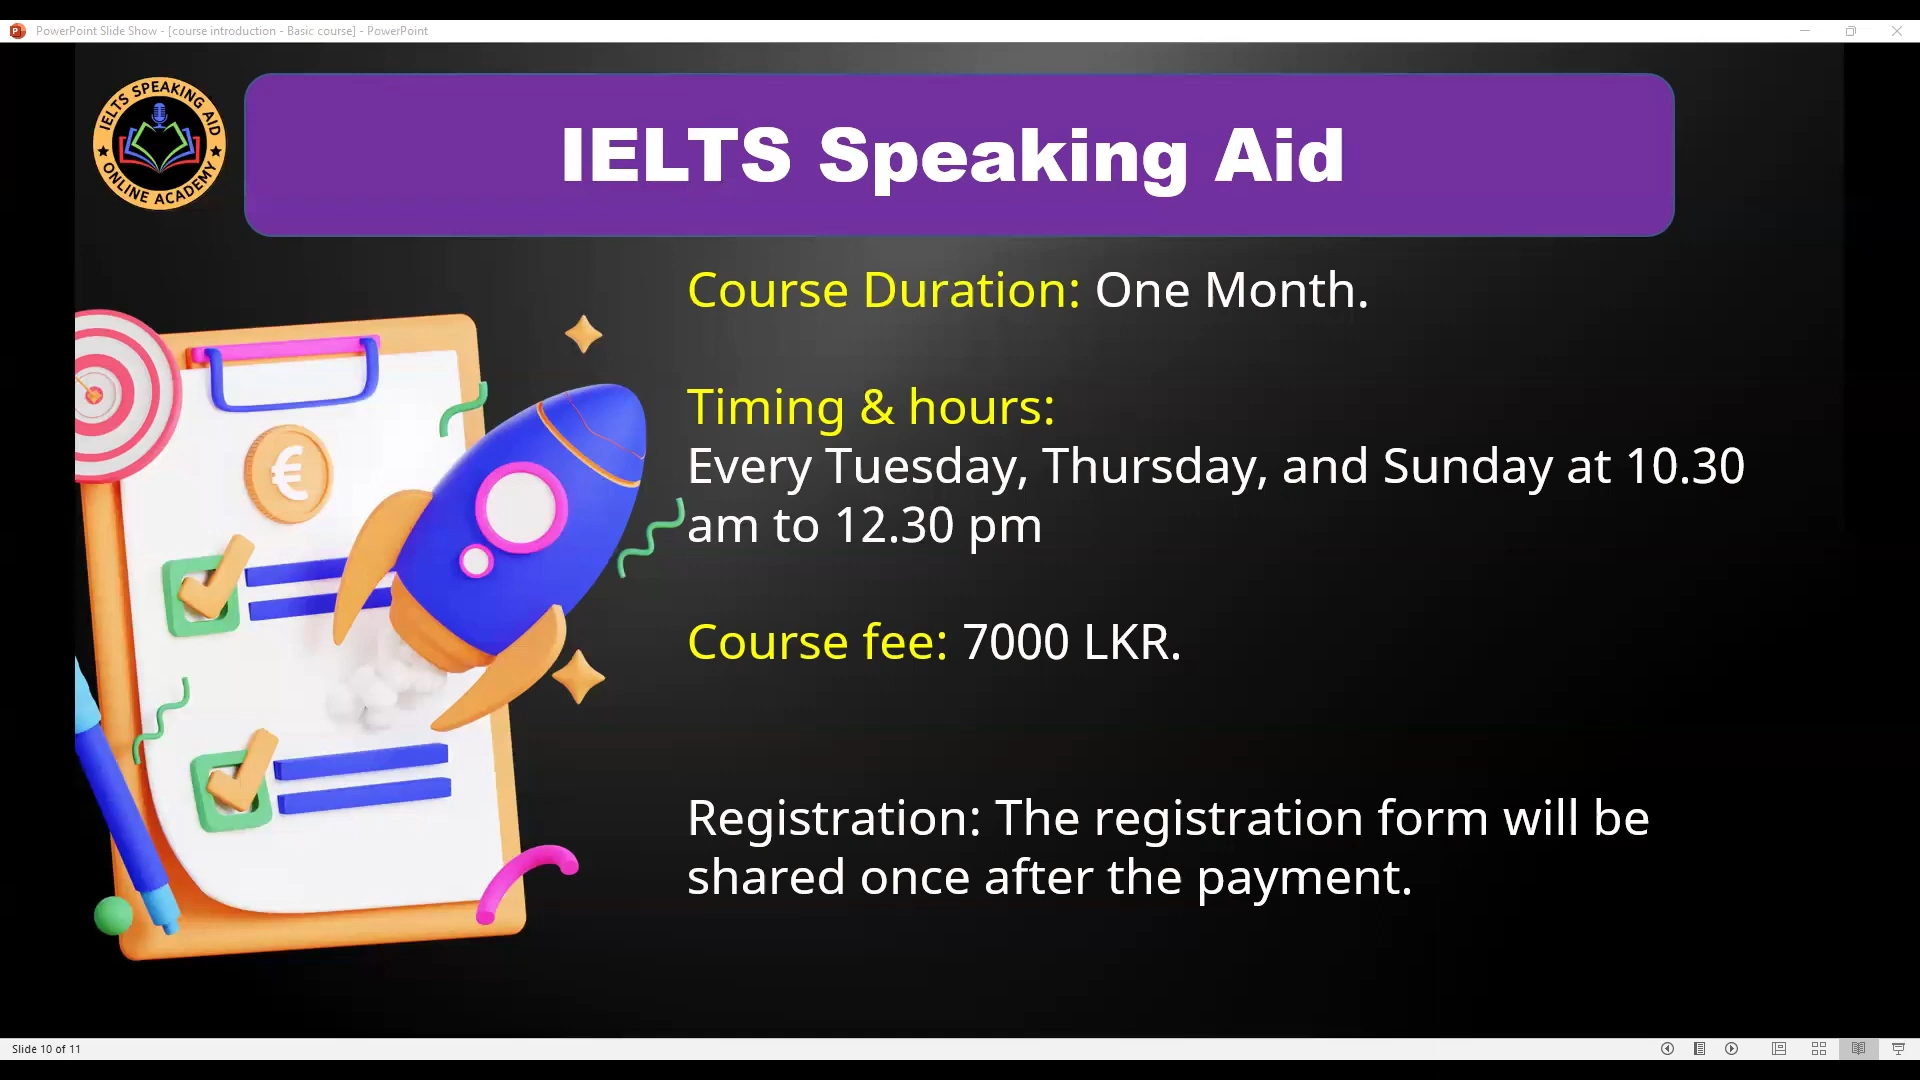 PowerPoint Slide Show - [course introduction - Basic course] - PowerPoint
IELTS SPEAKING AID
ONLINE ACADEMY
IELTS Speaking Aid
Course Duration: One Month.
Timing & hours:
Every Tuesday, Thursday, and Sunday at 10.30
am to 12.30 pm
Course fee: 7000 LKR.
Registration: The registration form will be
shared once after the payment.
€
Slide 10 of 11